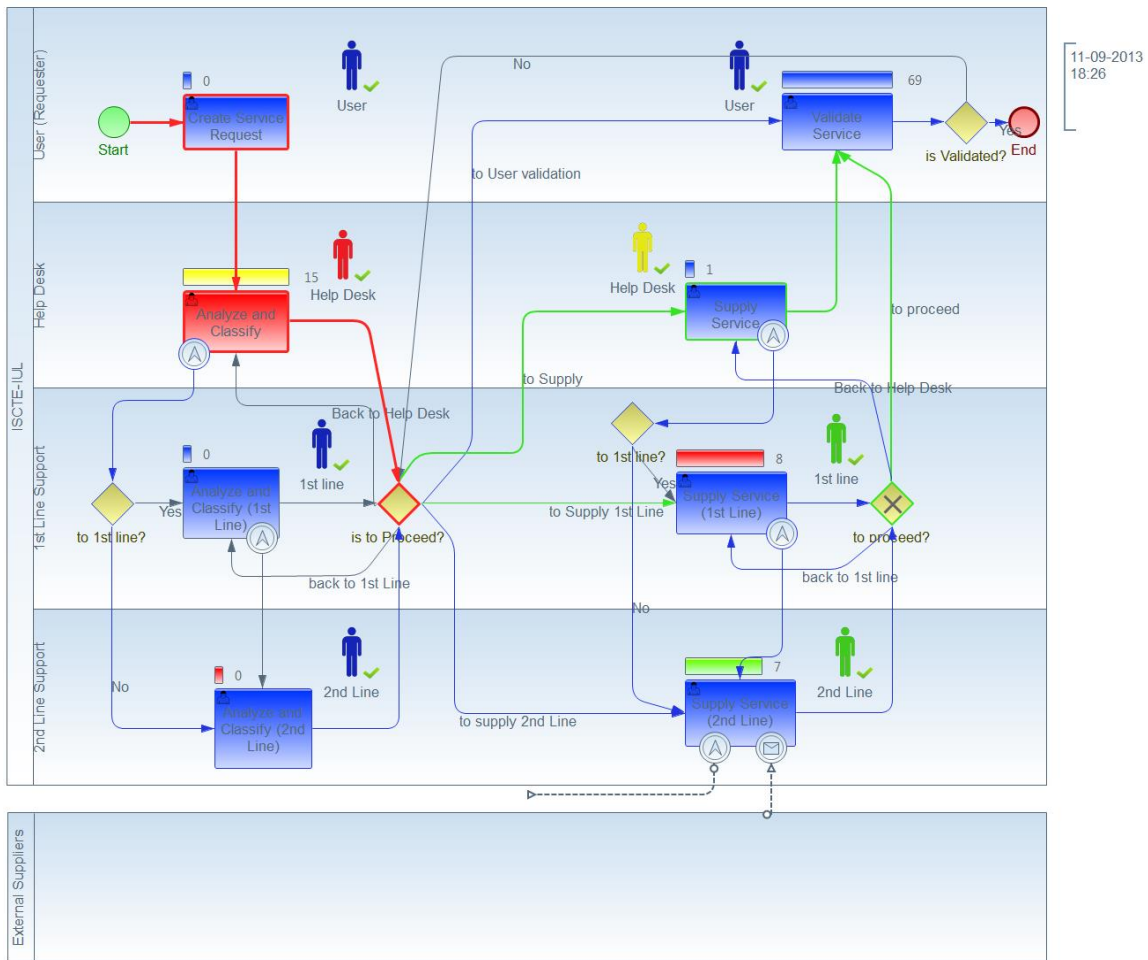 ISCTE-IUL
User (Requester)
Start
0
Create Service
Request
User
No
to User validation
User
69
Validate
Service
is Validated?
Yes
End
11-09-2013
18:26
Help Desk
15
Analyze and
Classify
Help Desk
Help Desk
1
Supply
Service
to Supply
to proceed
Back to Help Desk
Back to Help Desk
1st Line Support
to 1st line?
Yes
0
Analyze and
Classify (1st
Line)
1st line
is to Proceed?
back to 1st Line
to Supply 1st Line
to 1st line?
Yes
8
Supply Service
(1st Line)
1st line
to proceed?
back to 1st line
2nd Line Support
No
0
Analyze and
Classify (2nd
Line)
2nd Line
to supply 2nd Line
No
7
Supply Service
(2nd Line)
2nd Line
External Suppliers